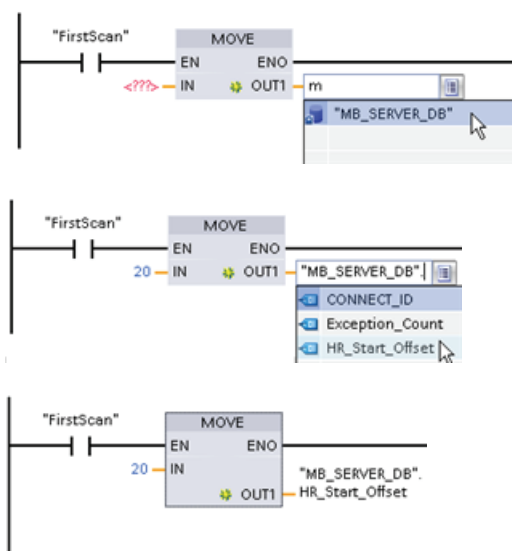 "FirstScan"
MOVE
EN ENO
<???> IN OUT1 m
"MB_SERVER_DB"
"FirstScan"
MOVE
EN ENO
20 IN OUT1 "MB_SERVER_DB".
CONNECT_ID
Exception_Count
HR_Start_Offset
"FirstScan"
MOVE
EN ENO
20 IN
"MB_SERVER_DB".
OUT1 HR_Start_Offset